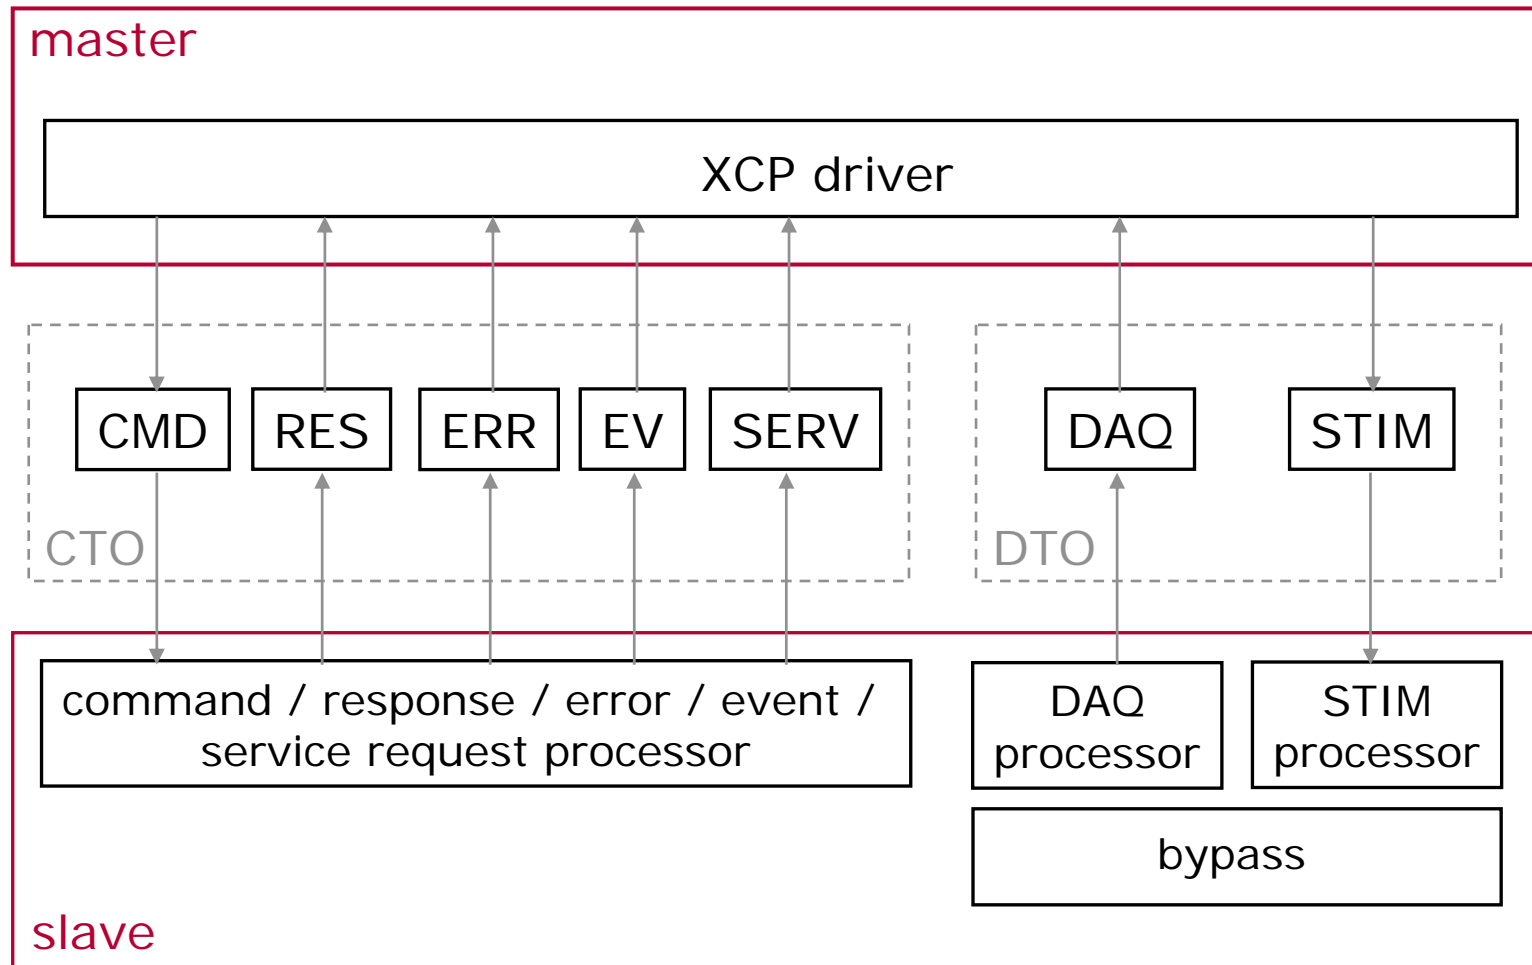 master
XCP driver
CMD
RES
ERR
EV
SERV
DAQ
STIM
CTO
DTO
command / response / error / event /
service request processor
DAQ
processor
STIM
processor
bypass
slave